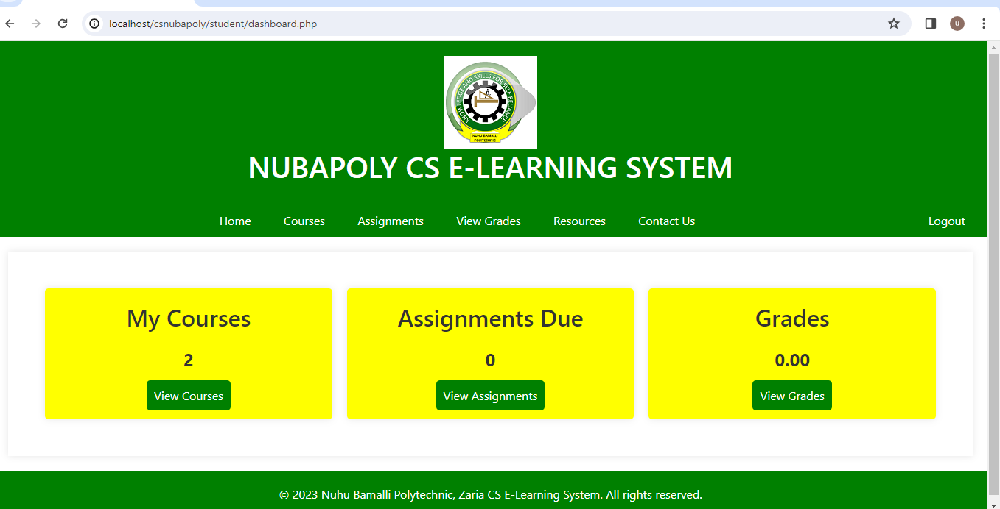 localhost/csnubapoly/student/dashboard.php
U
KNOWLEDGE AND SKILLS FOR SELF RELIANCE
NUHU BAMALLI
POLYTECHNIC
NUBAPOLY CS E-LEARNING SYSTEM
Home Courses Assignments View Grades Resources Contact Us Logout
My Courses Assignments Due Grades
2 0 0.00
View Courses View Assignments View Grades
© 2023 Nuhu Bamalli Polytechnic, Zaria CS E-Learning System. All rights reserved.